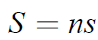 S = ns